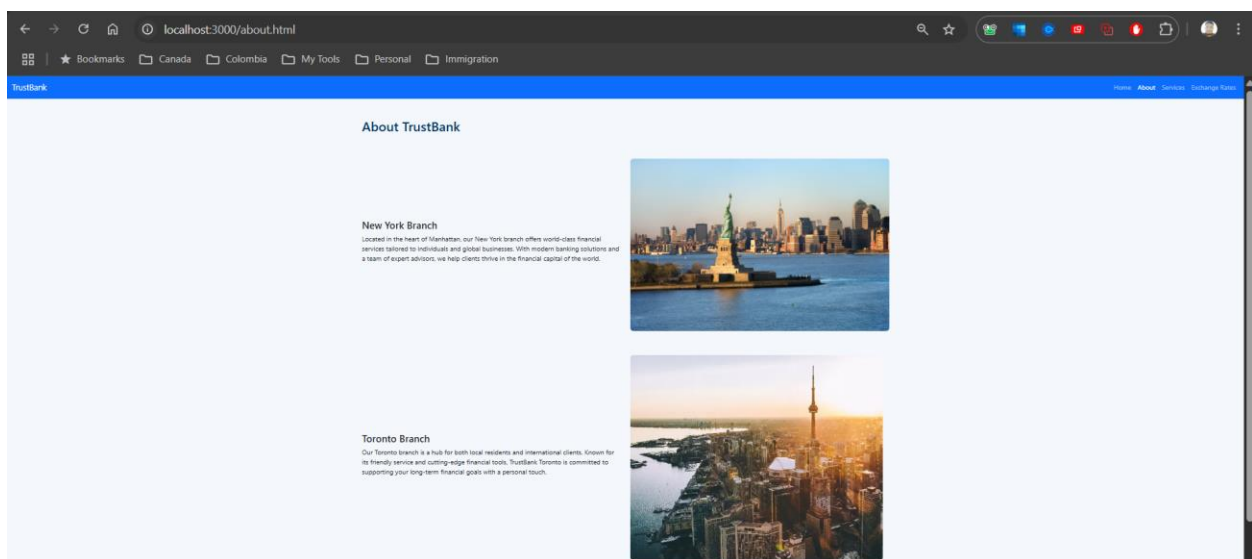 localhost:3000/about.html
Bookmarks Canada Colombia My Tools Personal Immigration
TrustBank Home About Services Exchange Rates
About TrustBank
New York Branch
Located in the heart of Manhattan, our New York branch offers world-class financial
services tailored to individuals and global businesses. With modern banking solutions and
a team of expert advisors, we help clients thrive in the financial capital of the world.
Toronto Branch
Our Toronto branch is a hub for both local residents and international clients. Known for
its friendly service and cutting-edge financial tools, TrustBank Toronto is committed to
supporting your long-term financial goals with a personal touch.